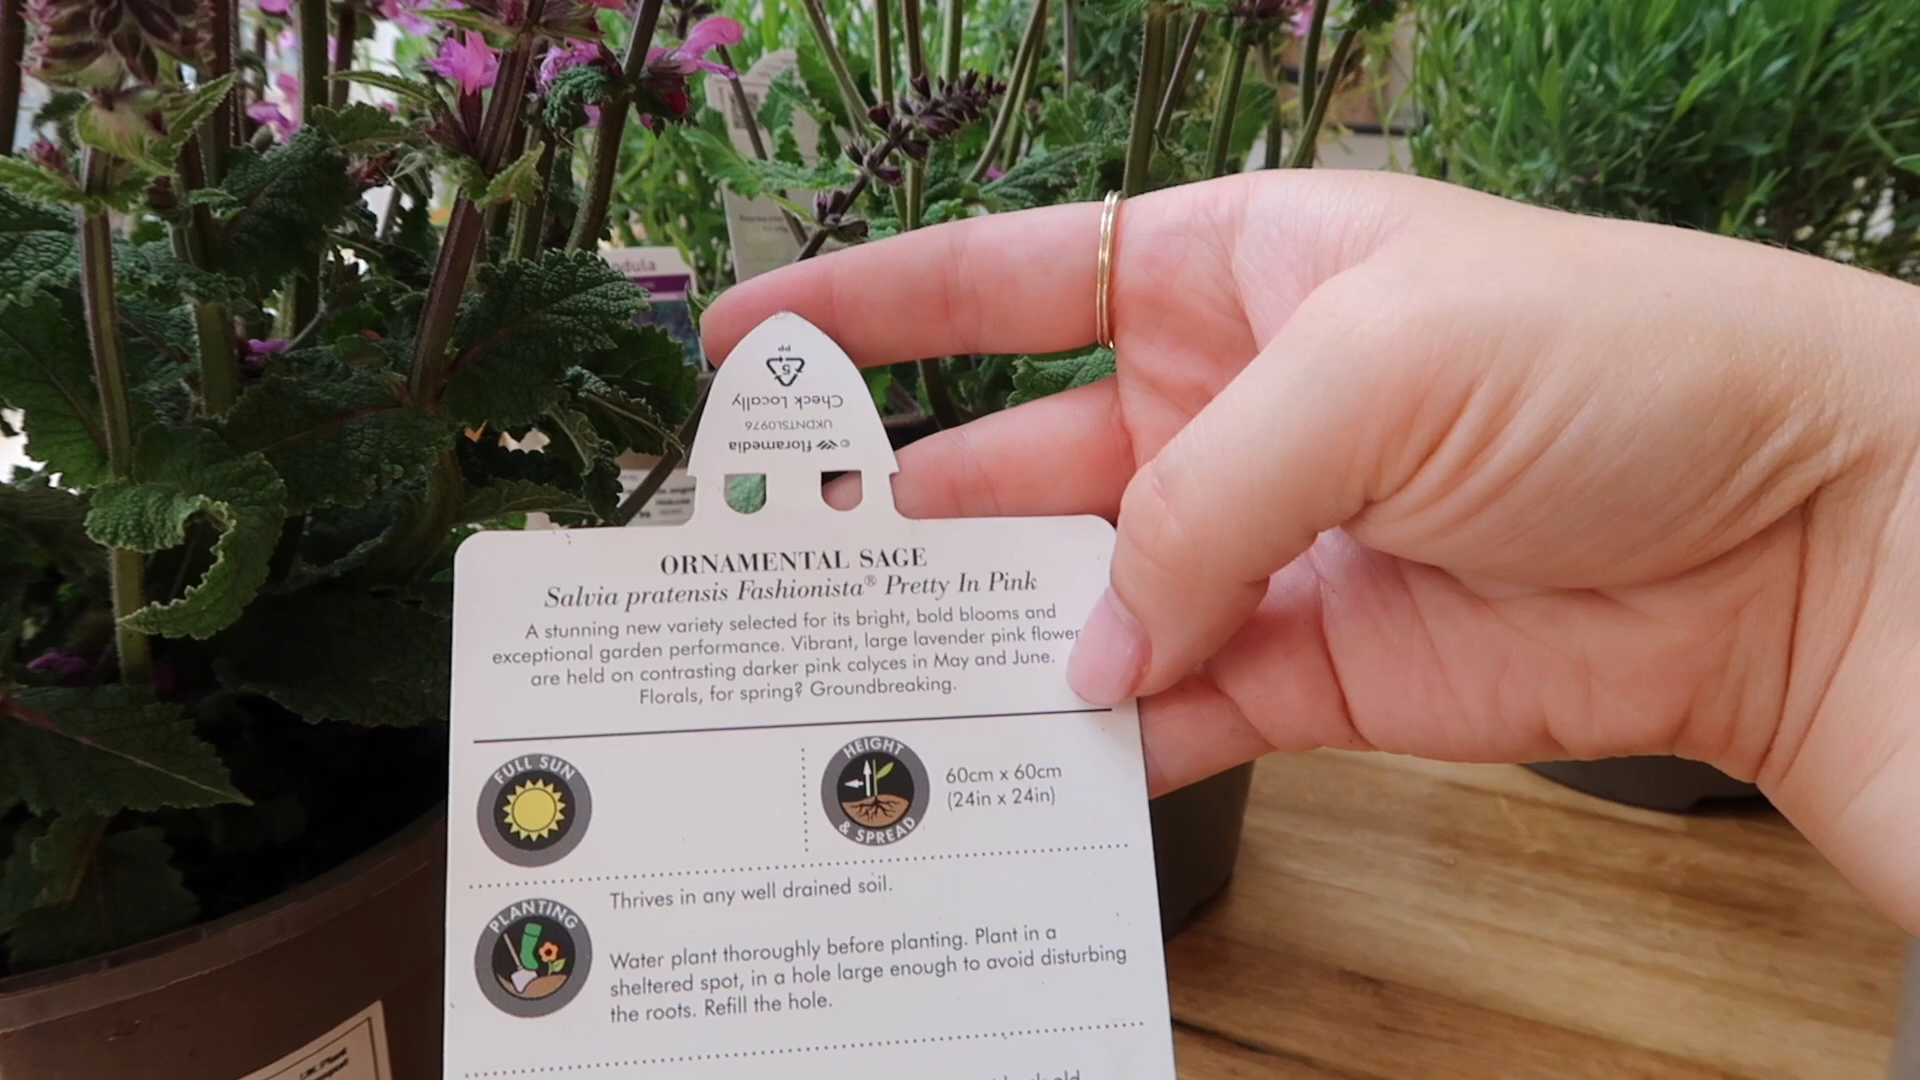 PP
5
Check Locally
UKDNTSL0976
© floramedia
ORNAMENTAL SAGE
Salvia pratensis Fashionista® Pretty In Pink
A stunning new variety selected for its bright, bold blooms and
exceptional garden performance. Vibrant, large lavender pink flower
are held on contrasting darker pink calyces in May and June.
Florals, for spring? Groundbreaking.
FULL SUN
HEIGHT
& SPREAD
60cm x 60cm
(24in x 24in)
PLANTING
Thrives in any well drained soil.
Water plant thoroughly before planting. Plant in a
sheltered spot, in a hole large enough to avoid disturbing
the roots. Refill the hole.